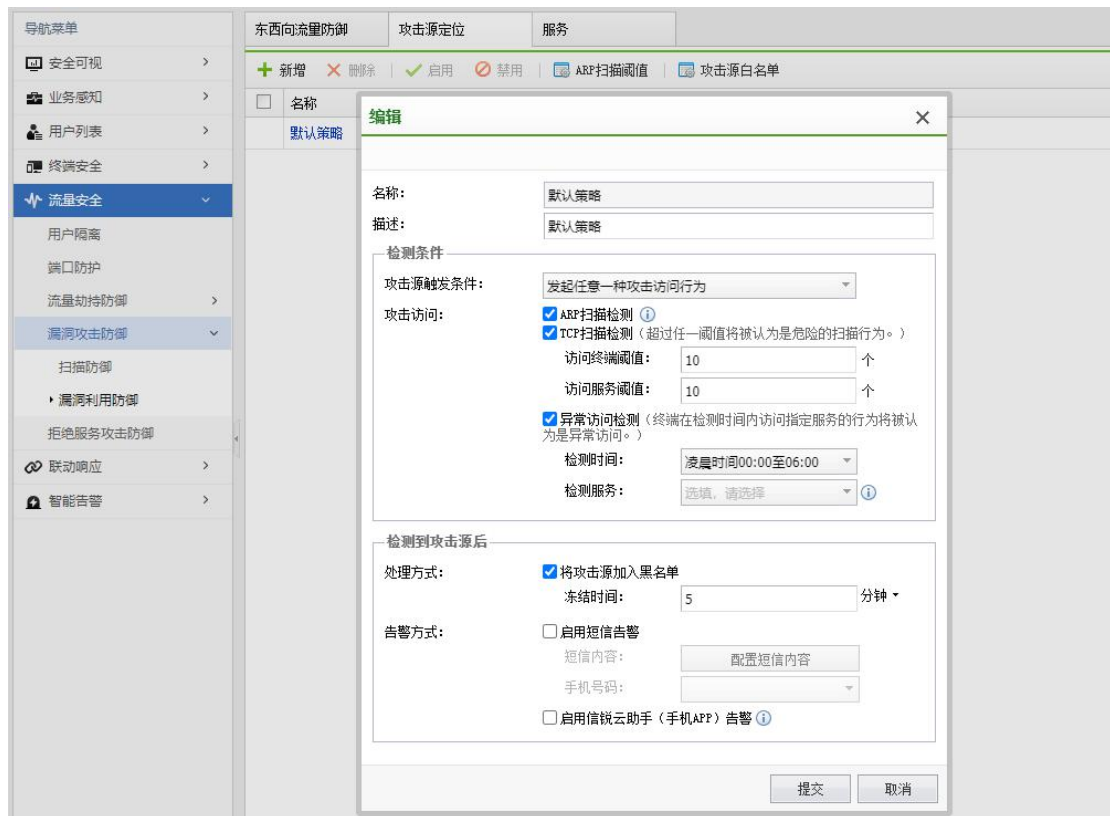 导航菜单
安全可视
业务感知
用户列表
终端安全
流量安全
用户隔离
端口防护
流量劫持防御
漏洞攻击防御
扫描防御
漏洞利用防御
拒绝服务攻击防御
联动响应
智能告警
东西向流量防御 攻击源定位 服务
新增 删除 启用 禁用 ARP扫描阈值 攻击源白名单
名称
默认策略
编辑
名称： 默认策略
描述： 默认策略
检测条件
攻击源触发条件： 发起任意一种攻击访问行为
攻击访问： ARP扫描检测
TCP扫描检测（超过任一阈值将被认为是危险的扫描行为。）
访问终端阈值： 10 个
访问服务阈值： 10 个
异常访问检测（终端在检测时间内访问指定服务的行为将被认
为是异常访问。）
检测时间： 凌晨时间00:00至06:00
检测服务： 选填，请选择
检测到攻击源后
处理方式： 将攻击源加入黑名单
冻结时间： 5 分钟
告警方式： 启用短信告警
短信内容： 配置短信内容
手机号码：
启用信锐云助手（手机APP）告警
提交 取消